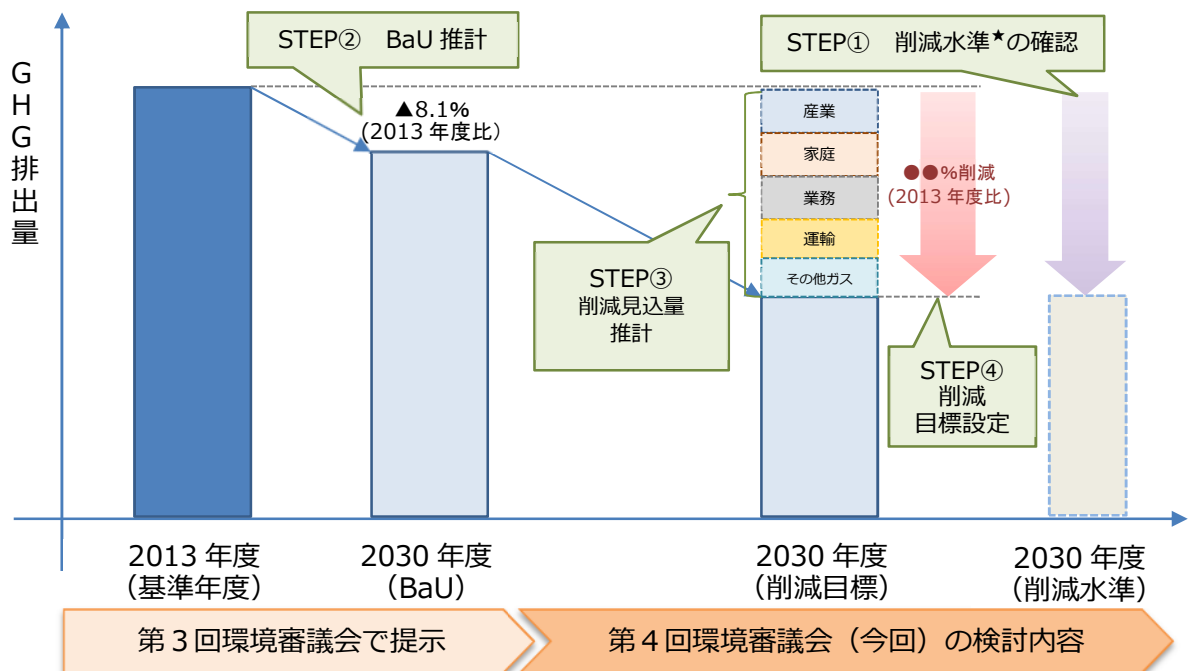 STEP② BaU 推計
STEP① 削減水準★の確認
GHG排出量
▲8.1%
(2013 年度比)
産業
家庭
業務
運輸
その他ガス
●●%削減
(2013 年度比)
STEP③
削減見込量
推計
STEP④
削減
目標設定
2013 年度
(基準年度)
2030 年度
(BaU)
2030 年度
(削減目標)
2030 年度
(削減水準)
第３回環境審議会で提示
第４回環境審議会（今回）の検討内容